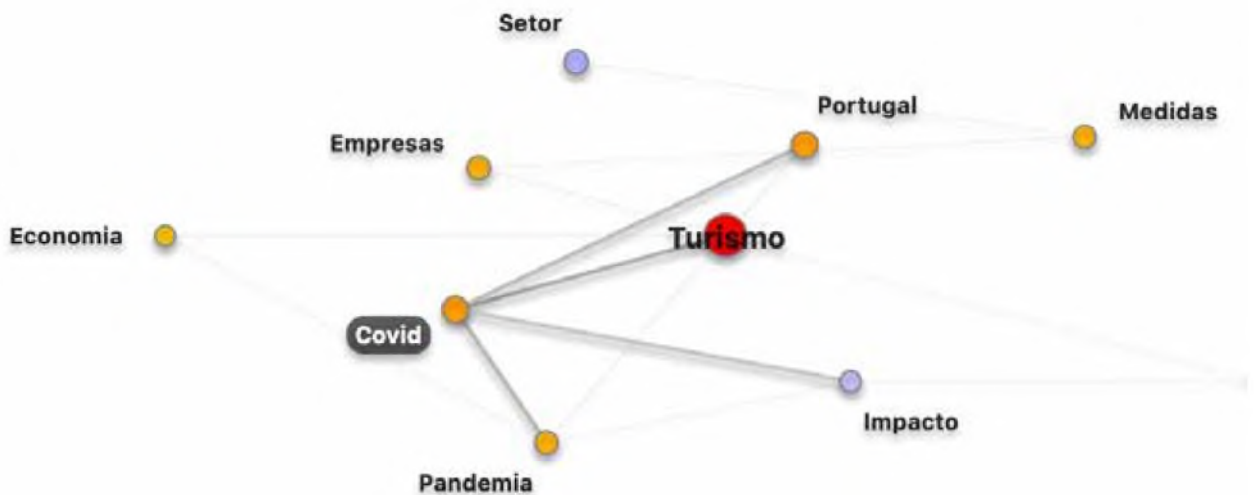 Setor
Portugal
Medidas
Empresas
Turismo
Economia
Covid
Impacto
Pandemia